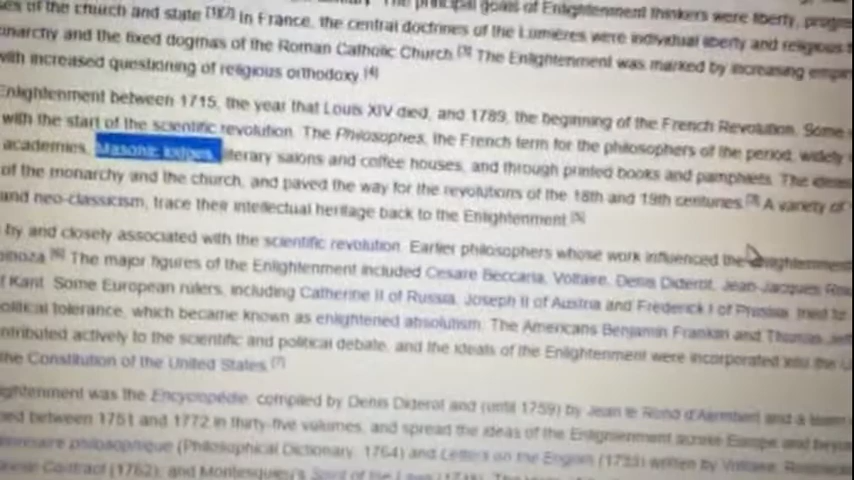 of the church and state [1][2] In France, the central doctrines of the Lumières were individual liberty and religious
and the fixed dogmas of the Roman Catholic Church [3] The Enlightenment was marked by increasing
with increased questioning of religious orthodoxy [4]
Enlightenment between 1715, the year that Louis XIV died, and 1789, the beginning of the French Revolution. Some
with the start of the scientific revolution. The Philosophes, the French term for the philosophers of the period, widely
academies, Masonic lodges, literary salons and coffee houses, and through printed books and pamphlets. The ideas
of the monarchy and the church, and paved the way for the revolutions of the 18th and 19th centuries. A variety of
and neo-classicism, trace their intellectual heritage back to the Enlightenment [5]
by and closely associated with the scientific revolution. Earlier philosophers whose work influenced the Enlightenment
[6] The major figures of the Enlightenment included Cesare Beccaria, Voltaire, Denis Diderot, Jean-Jacques
Kant. Some European rulers, including Catherine II of Russia, Joseph II of Austria and Frederick I of Prussia, tried to
political tolerance, which became known as enlightened absolutism. The Americans Benjamin Franklin and Thomas
actively to the scientific and political debate, and the ideals of the Enlightenment were incorporated into the
the Constitution of the United States. [7]
was the Encyclopédie, compiled by Denis Diderot and (until 1759) by Jean le Rond d'Alembert and a
between 1751 and 1772 in thirty-five volumes, and spread the ideas of the Enlightenment across Europe and
philosophique (Philosophical Dictionary, 1764) and Letters on the English (1733) written by Voltaire,
Contract (1762); and Montesquieu's Spirit of the Laws (1748). The